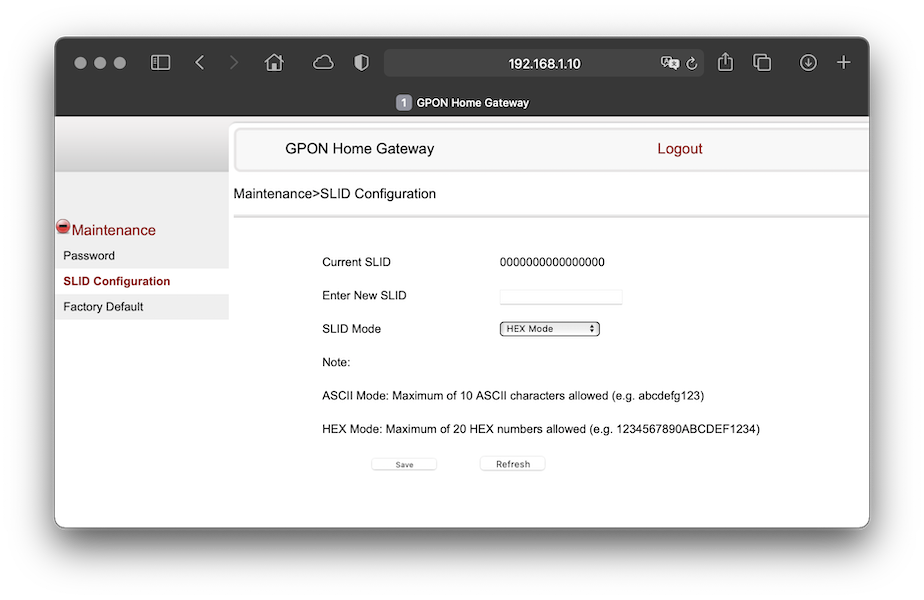 192.168.1.10
1 GPON Home Gateway
GPON Home Gateway Logout
Maintenance>SLID Configuration
Maintenance
Password
SLID Configuration
Factory Default
Current SLID 0000000000000000
Enter New SLID
SLID Mode HEX Mode
Note:
ASCII Mode: Maximum of 10 ASCII characters allowed (e.g. abcdefg123)
HEX Mode: Maximum of 20 HEX numbers allowed (e.g. 1234567890ABCDEF1234)
Save Refresh